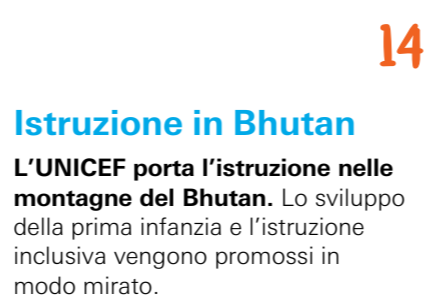 14
Istruzione in Bhutan
L’UNICEF porta l’istruzione nelle
montagne del Bhutan. Lo sviluppo
della prima infanzia e l’istruzione
inclusiva vengono promossi in
modo mirato.